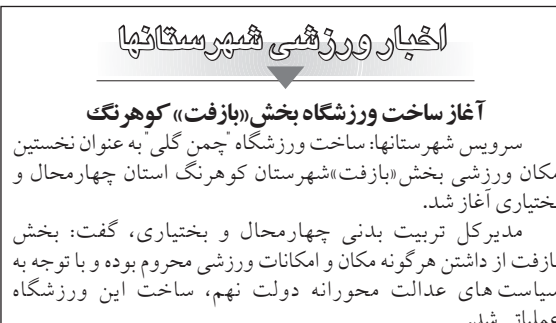 اخبار ورزشی شهرستانها
آغاز ساخت ورزشگاه بخش«بازفت» کوهرنگ
سرویس شهرستانها: ساخت ورزشگاه "چمن گلی" به عنوان نخستین
مکان ورزشی بخش «بازفت»شهرستان کوهرنگ استان چهارمحال و
بختیاری آغاز شد.
مدیرکل تربیت بدنی چهارمحال و بختیاری، گفت: بخش
بازفت از داشتن هرگونه مکان و امکانات ورزشی محروم بوده و با توجه به
سیاست های عدالت محورانه دولت نهم، ساخت این ورزشگاه
عملیاتی شد.